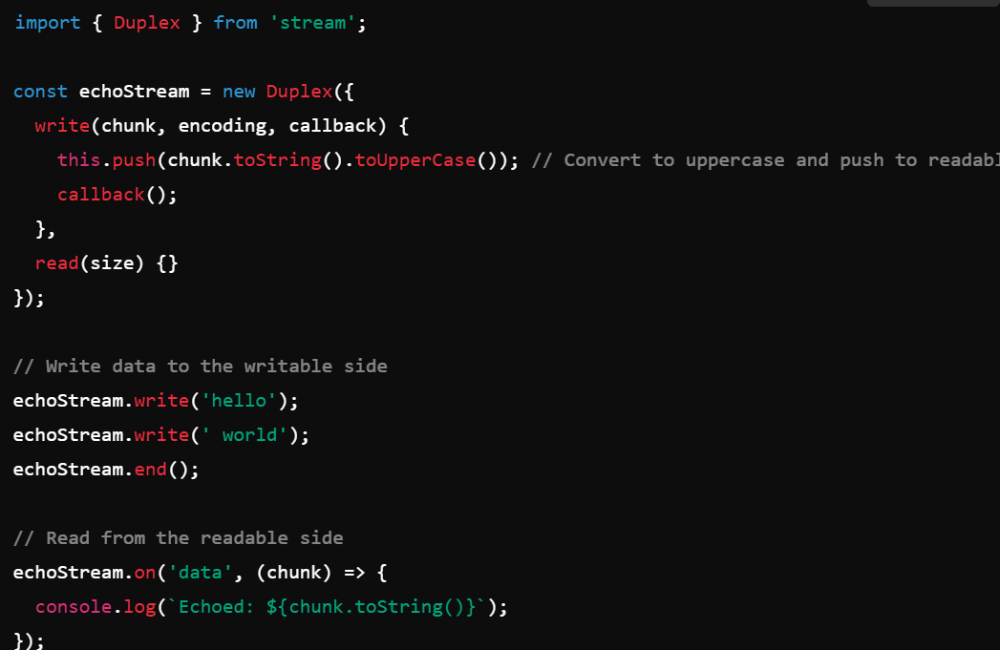 import { Duplex } from 'stream';

const echoStream = new Duplex({
  write(chunk, encoding, callback) {
    this.push(chunk.toString().toUpperCase()); // Convert to uppercase and push to
    callback();
  },
  read(size) {}
});

// Write data to the writable side
echoStream.write('hello');
echoStream.write(' world');
echoStream.end();

// Read from the readable side
echoStream.on('data', (chunk) => {
  console.log(`Echoed: ${chunk.toString()}`);
});